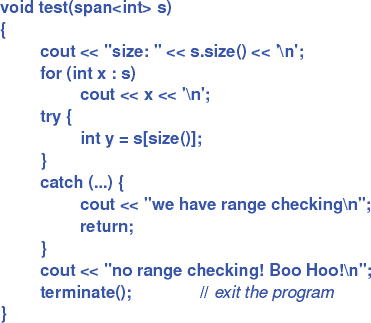 void test(span<int> s)
{
cout << "size: " << s.size() << '\n';
for (int x : s)
cout << x << '\n';
try {
int y = s[size()];
}
catch (...) {
cout << "we have range checking\n";
return;
}
cout << "no range checking! Boo Hoo!\n";
terminate(); // exit the program
}